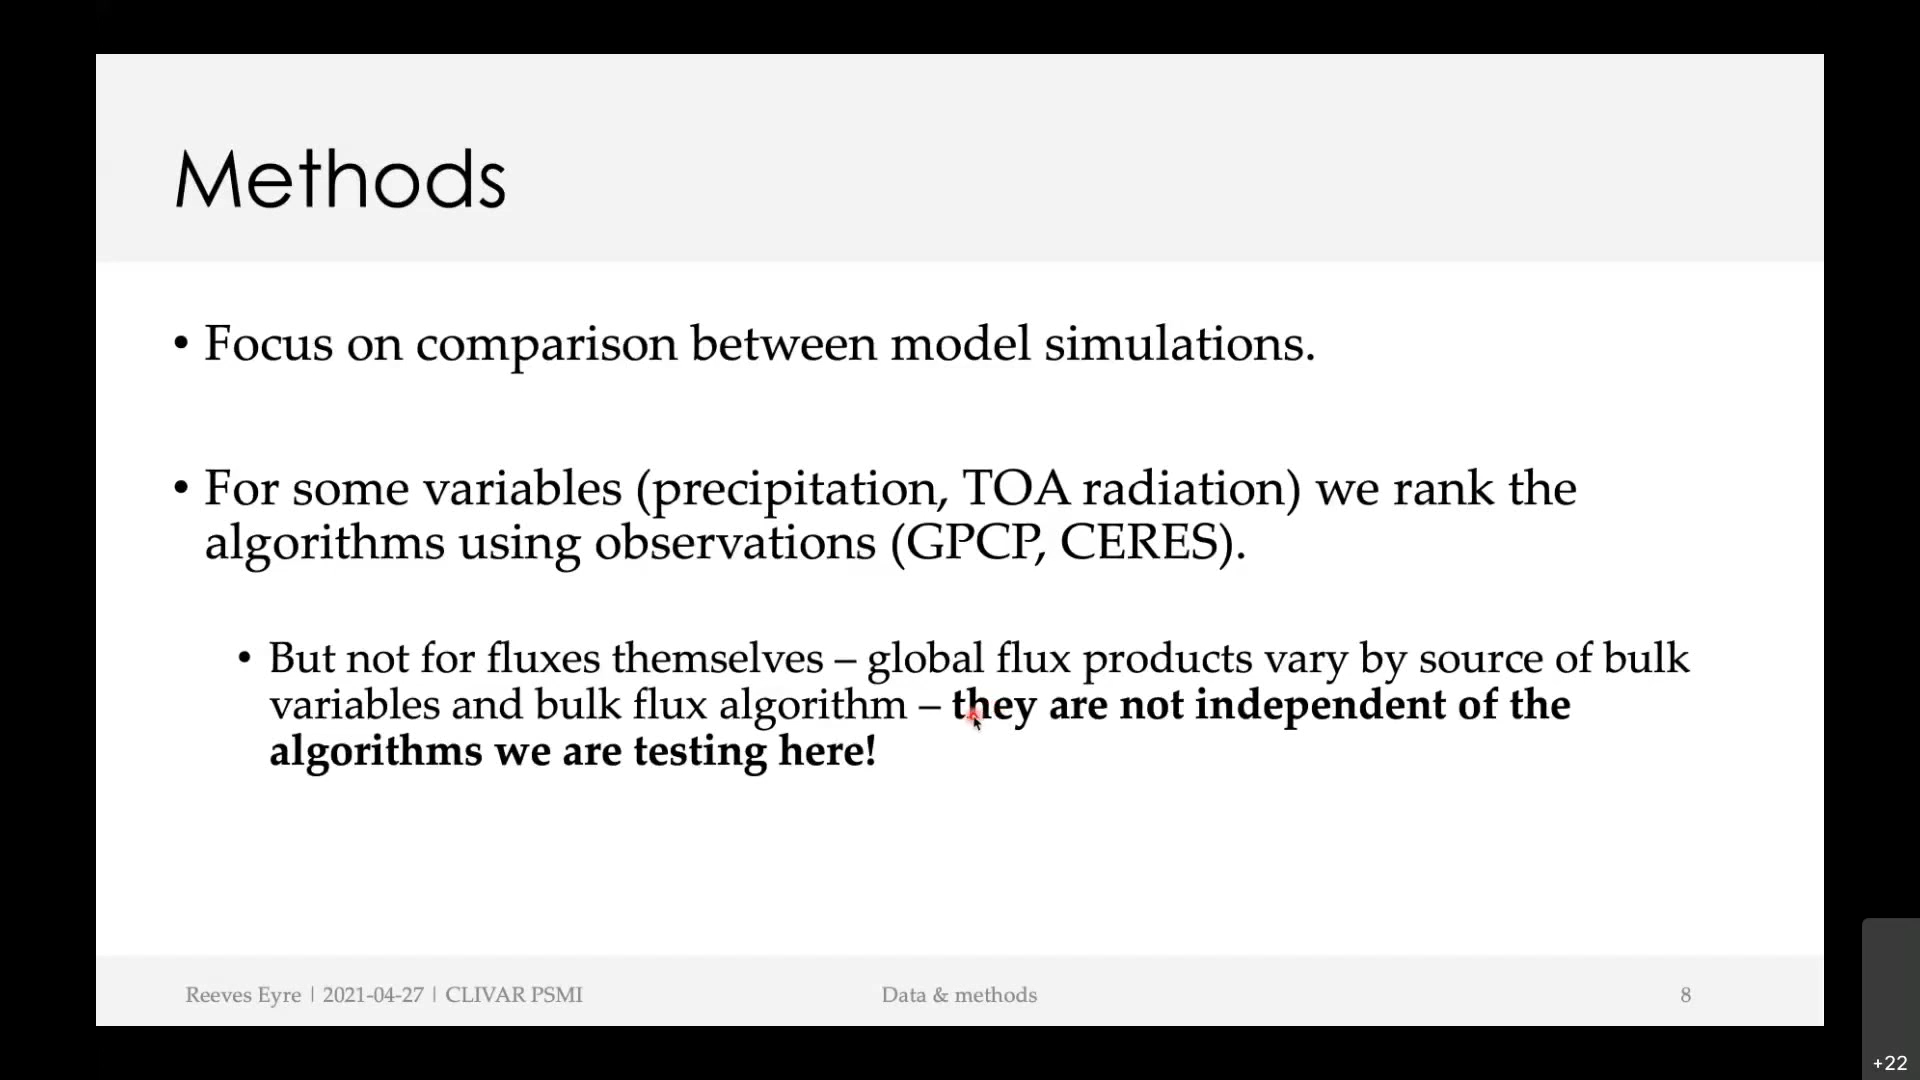 Methods
• Focus on comparison between model simulations.
• For some variables (precipitation, TOA radiation) we rank the
algorithms using observations (GPCP, CERES).
• But not for fluxes themselves – global flux products vary by source of bulk
variables and bulk flux algorithm – they are not independent of the
algorithms we are testing here!
Reeves Eyre | 2021-04-27 | CLIVAR PSMI
Data & methods
8
+22